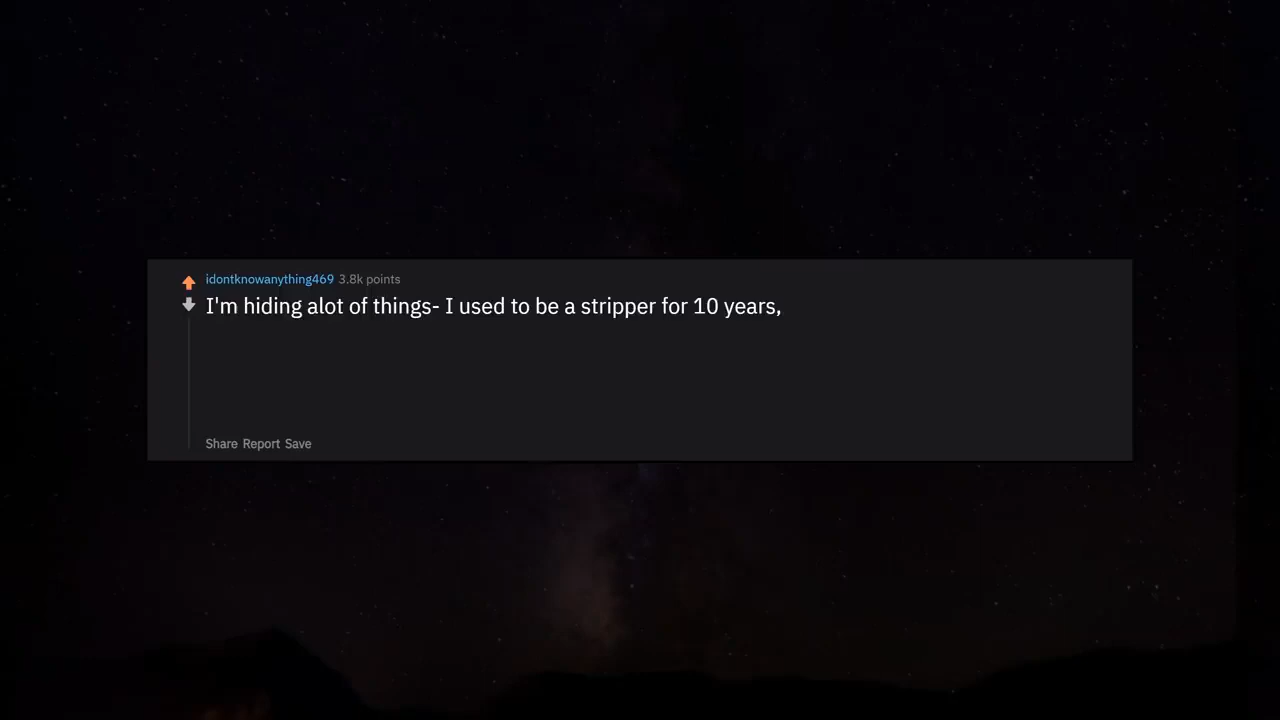 idontknowanything469 3.8k points
I'm hiding alot of things- I used to be a stripper for 10 years,
Share Report Save